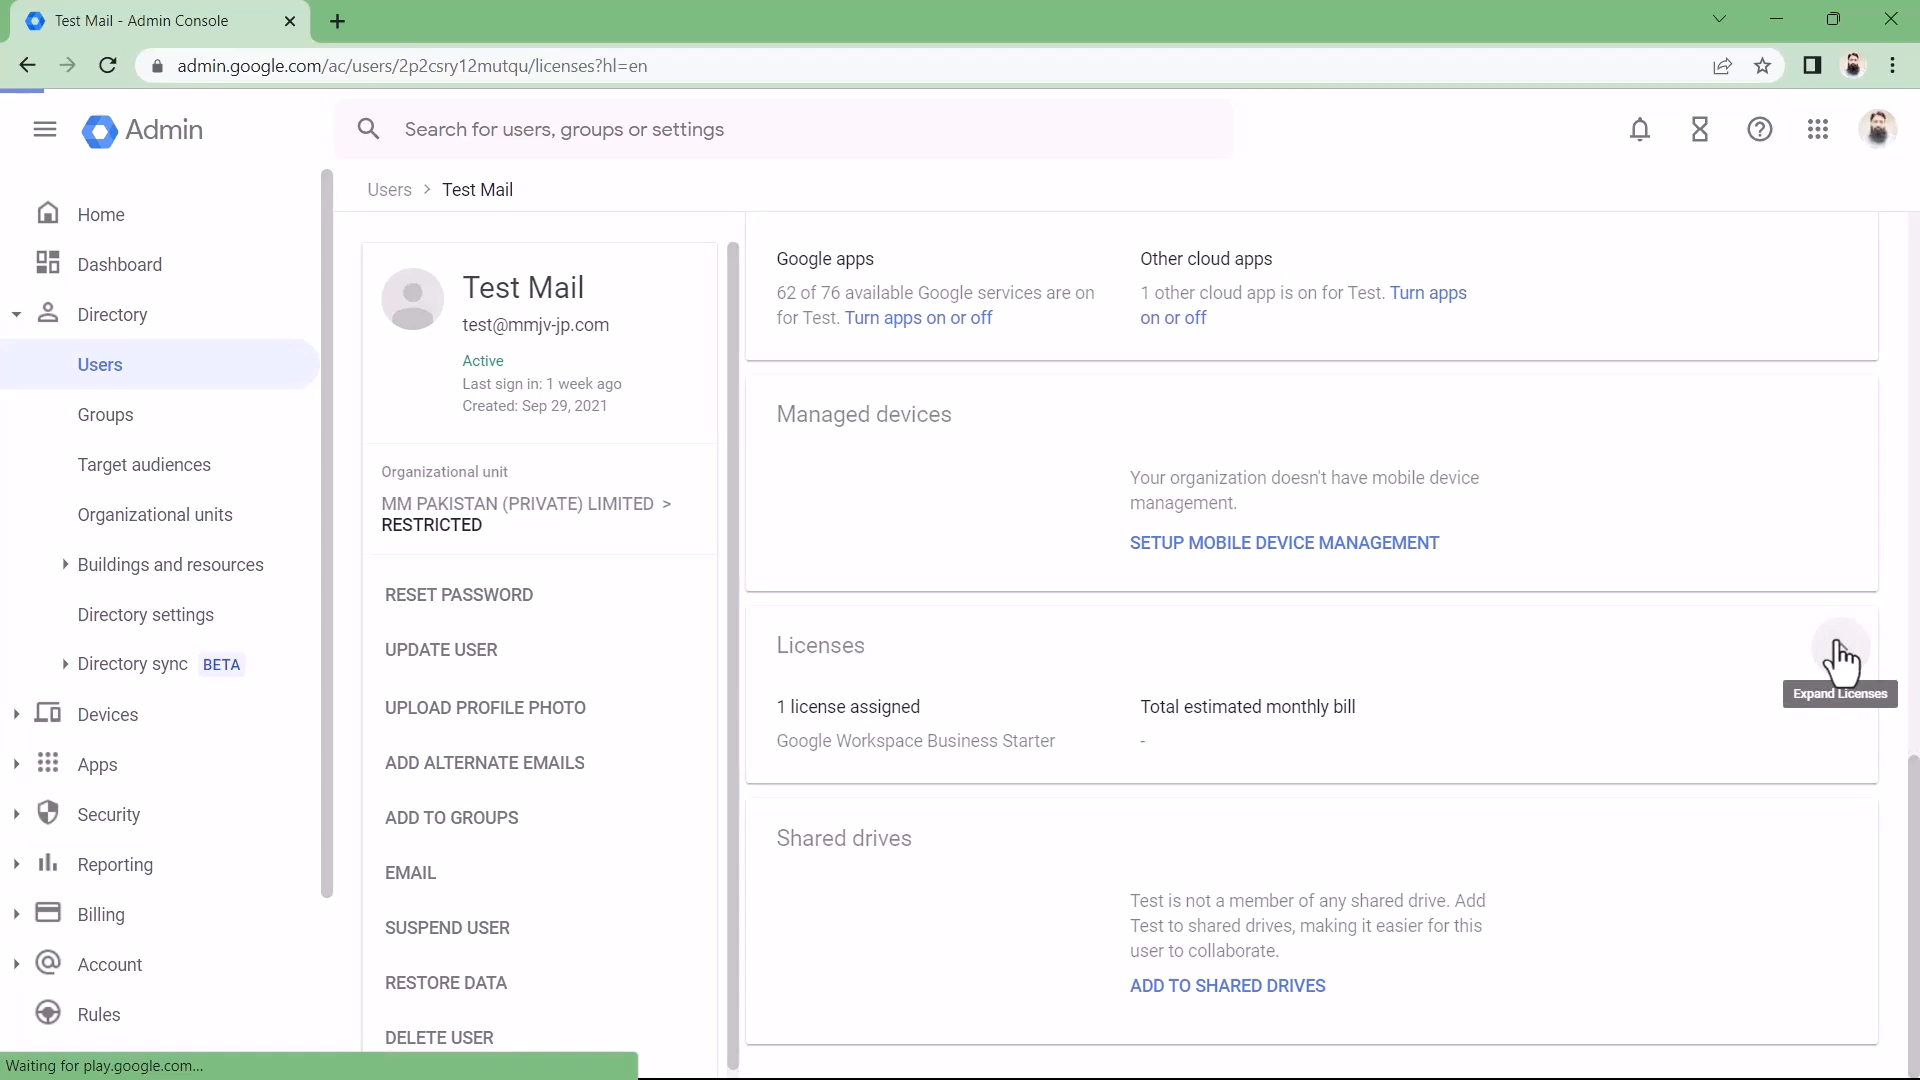 Test Mail - Admin Console
admin.google.com/ac/users/2p2csry12mutqu/licenses?hl=en
Admin
Search for users, groups or settings
Users > Test Mail
Home
Dashboard
Directory
Users
Groups
Target audiences
Organizational units
Buildings and resources
Directory settings
Directory sync BETA
Devices
Apps
Security
Reporting
Billing
Account
Rules
Test Mail
test@mmjv-jp.com
Active
Last sign in: 1 week ago
Created: Sep 29, 2021
Organizational unit
MM PAKISTAN (PRIVATE) LIMITED >
RESTRICTED
RESET PASSWORD
UPDATE USER
UPLOAD PROFILE PHOTO
ADD ALTERNATE EMAILS
ADD TO GROUPS
EMAIL
SUSPEND USER
RESTORE DATA
DELETE USER
Google apps
62 of 76 available Google services are on
for Test. Turn apps on or off
Other cloud apps
1 other cloud app is on for Test. Turn apps
on or off
Managed devices
Your organization doesn't have mobile device
management.
SETUP MOBILE DEVICE MANAGEMENT
Licenses
Expand Licenses
1 license assigned
Google Workspace Business Starter
Total estimated monthly bill
-
Shared drives
Test is not a member of any shared drive. Add
Test to shared drives, making it easier for this
user to collaborate.
ADD TO SHARED DRIVES
Waiting for play.google.com...